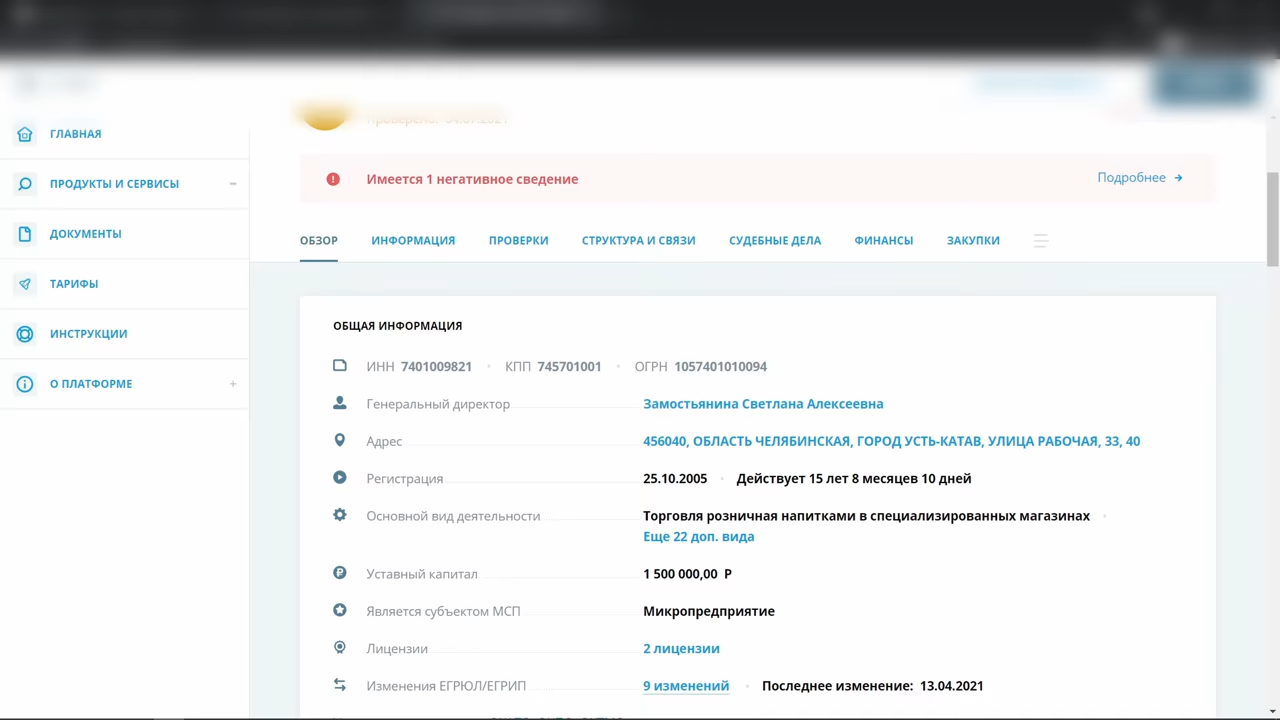 ГЛАВНАЯ
ПРОДУКТЫ И СЕРВИСЫ
ДОКУМЕНТЫ
ТАРИФЫ
ИНСТРУКЦИИ
О ПЛАТФОРМЕ
Имеется 1 негативное сведение
Подробнее
ОБЗОР ИНФОРМАЦИЯ ПРОВЕРКИ СТРУКТУРА И СВЯЗИ СУДЕБНЫЕ ДЕЛА ФИНАНСЫ ЗАКУПКИ
ОБЩАЯ ИНФОРМАЦИЯ
ИНН 7401009821 • КПП 745701001 • ОГРН 1057401010094
Генеральный директор Замостьянина Светлана Алексеевна
Адрес 456040, ОБЛАСТЬ ЧЕЛЯБИНСКАЯ, ГОРОД УСТЬ-КАТАВ, УЛИЦА РАБОЧАЯ, 33, 40
Регистрация 25.10.2005 • Действует 15 лет 8 месяцев 10 дней
Основной вид деятельности Торговля розничная напитками в специализированных магазинах •
Еще 22 доп. вида
Уставный капитал 1 500 000,00 Р
Является субъектом МСП Микропредприятие
Лицензии 2 лицензии
Изменения ЕГРЮЛ/ЕГРИП 9 изменений • Последнее изменение: 13.04.2021